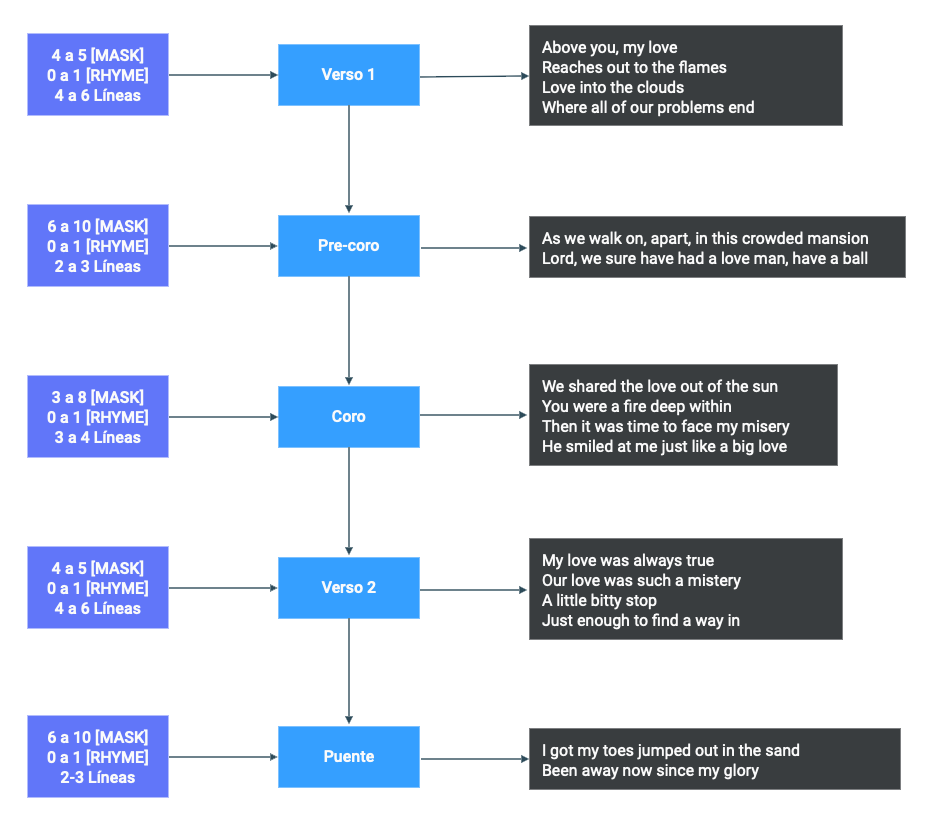 4 a 5 [MASK]
0 a 1 [RHYME]
4 a 6 Líneas
Verso 1
Above you, my love
Reaches out to the flames
Love into the clouds
Where all of our problems end
6 a 10 [MASK]
0 a 1 [RHYME]
2 a 3 Líneas
Pre-coro
As we walk on, apart, in this crowded mansion
Lord, we sure have had a love man, have a ball
3 a 8 [MASK]
0 a 1 [RHYME]
3 a 4 Líneas
Coro
We shared the love out of the sun
You were a fire deep within
Then it was time to face my misery
He smiled at me just like a big love
4 a 5 [MASK]
0 a 1 [RHYME]
4 a 6 Líneas
Verso 2
My love was always true
Our love was such a mistery
A little bitty stop
Just enough to find a way in
6 a 10 [MASK]
0 a 1 [RHYME]
2-3 Líneas
Puente
I got my toes jumped out in the sand
Been away now since my glory